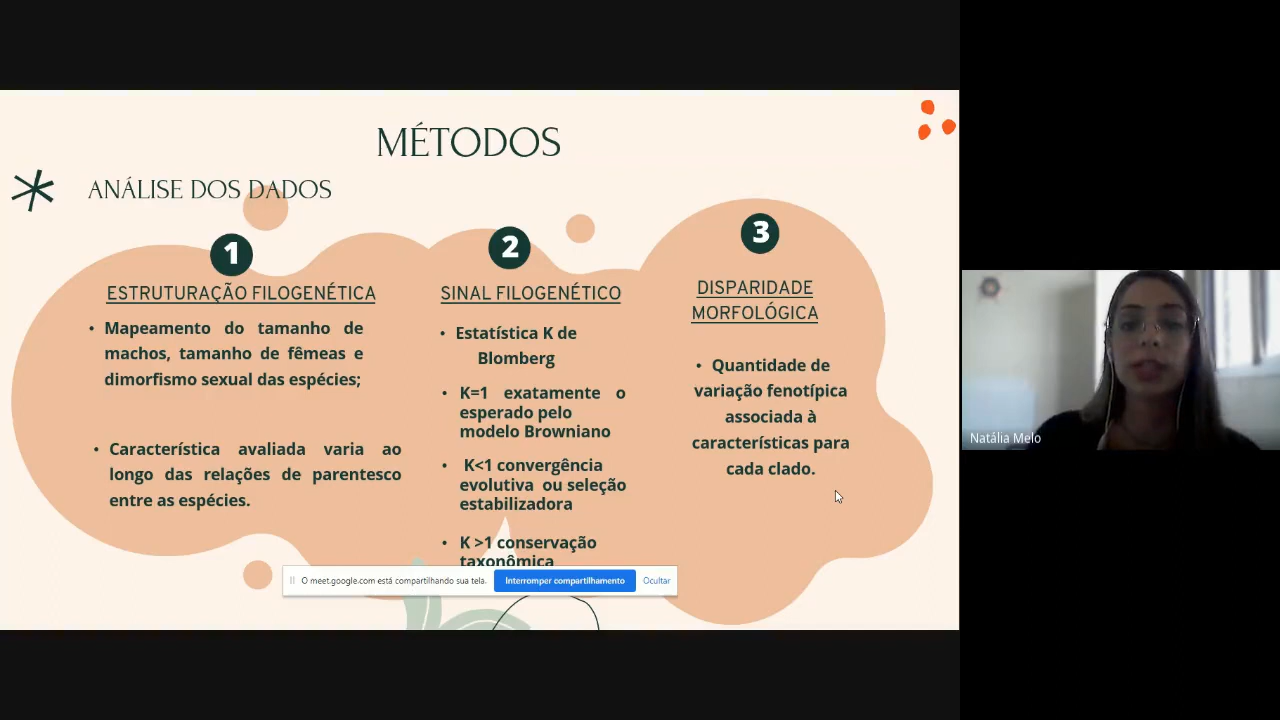 MÉTODOS
ANÁLISE DOS DADOS
1
ESTRUTURAÇÃO FILOGENÉTICA
• Mapeamento do tamanho de
machos, tamanho de fêmeas e
dimorfismo sexual das espécies;
• Característica avaliada varia ao
longo das relações de parentesco
entre as espécies.
2
SINAL FILOGENÉTICO
• Estatística K de
Blomberg
• K=1 exatamente o
esperado pelo
modelo Browniano
• K<1 convergência
evolutiva ou seleção
estabilizadora
• K >1 conservação
taxonômica
3
DISPARIDADE
MORFOLÓGICA
• Quantidade de
variação fenotípica
associada à
características para
cada clado.
O meet.google.com está compartilhando sua tela.
Interromper compartilhamento
Ocultar
Natália Melo